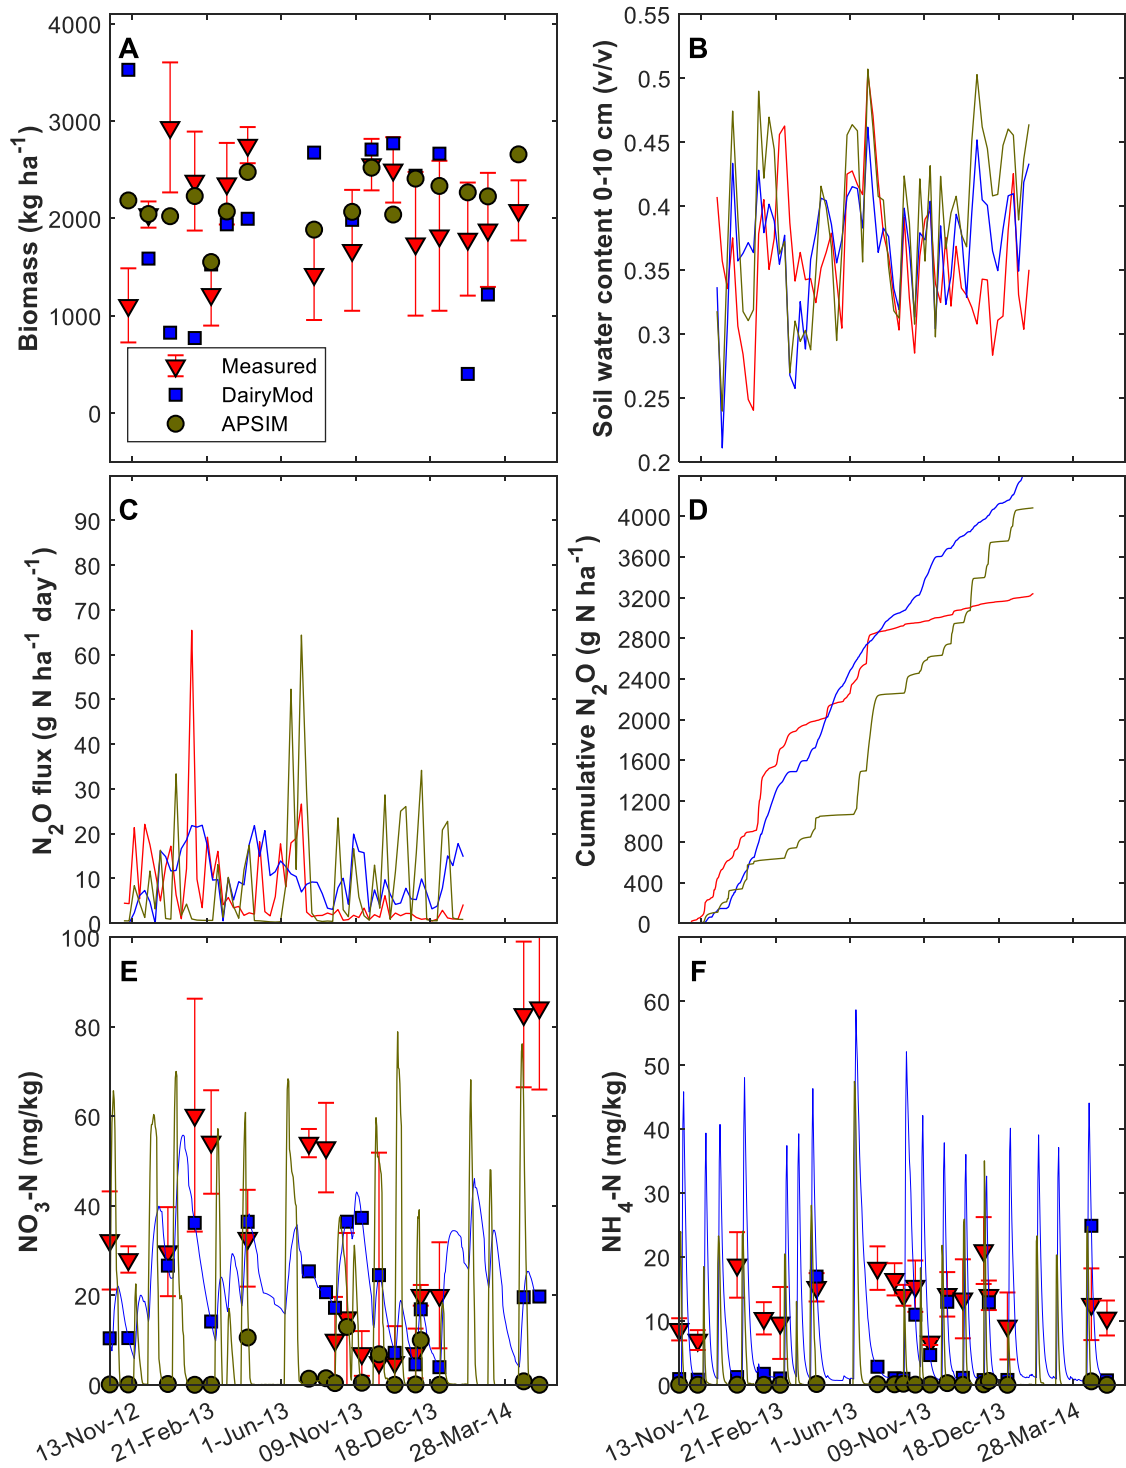 A
Biomass (kg ha-1)
4000
3000
2000
1000
0
Measured
DairyMod
APSIM
B
Soil water content 0-10 cm (v/v)
0.55
0.5
0.45
0.4
0.35
0.3
0.25
0.2
C
N2O flux (g N ha-1 day-1)
90
80
70
60
50
40
30
20
10
0
D
Cumulative N2O (g N ha-1)
4000
3600
3200
2800
2400
2000
1600
1200
800
400
0
E
NO3-N (mg/kg)
100
80
60
40
20
0
13-Nov-12
21-Feb-13
1-Jun-13
09-Nov-13
18-Dec-13
28-Mar-14
F
NH4-N (mg/kg)
60
50
40
30
20
10
0
13-Nov-12
21-Feb-13
1-Jun-13
09-Nov-13
18-Dec-13
28-Mar-14